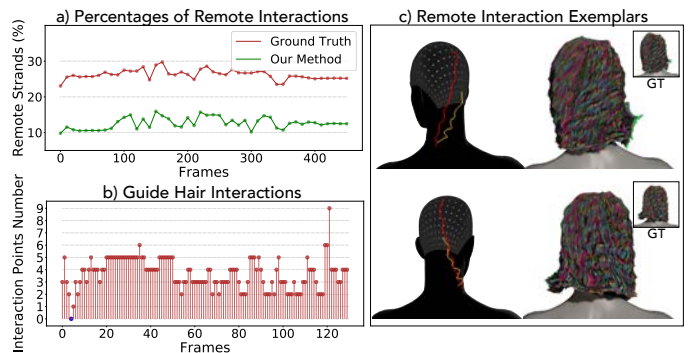 a) Percentages of Remote Interactions
Remote Strands (%)
30
20
10
Ground Truth
Our Method
0
100
200
300
400
Frames
b) Guide Hair Interactions
Interaction Points Number
9
8
7
6
5
4
3
2
1
0
0
20
40
60
80
100
120
Frames
c) Remote Interaction Exemplars
GT
GT